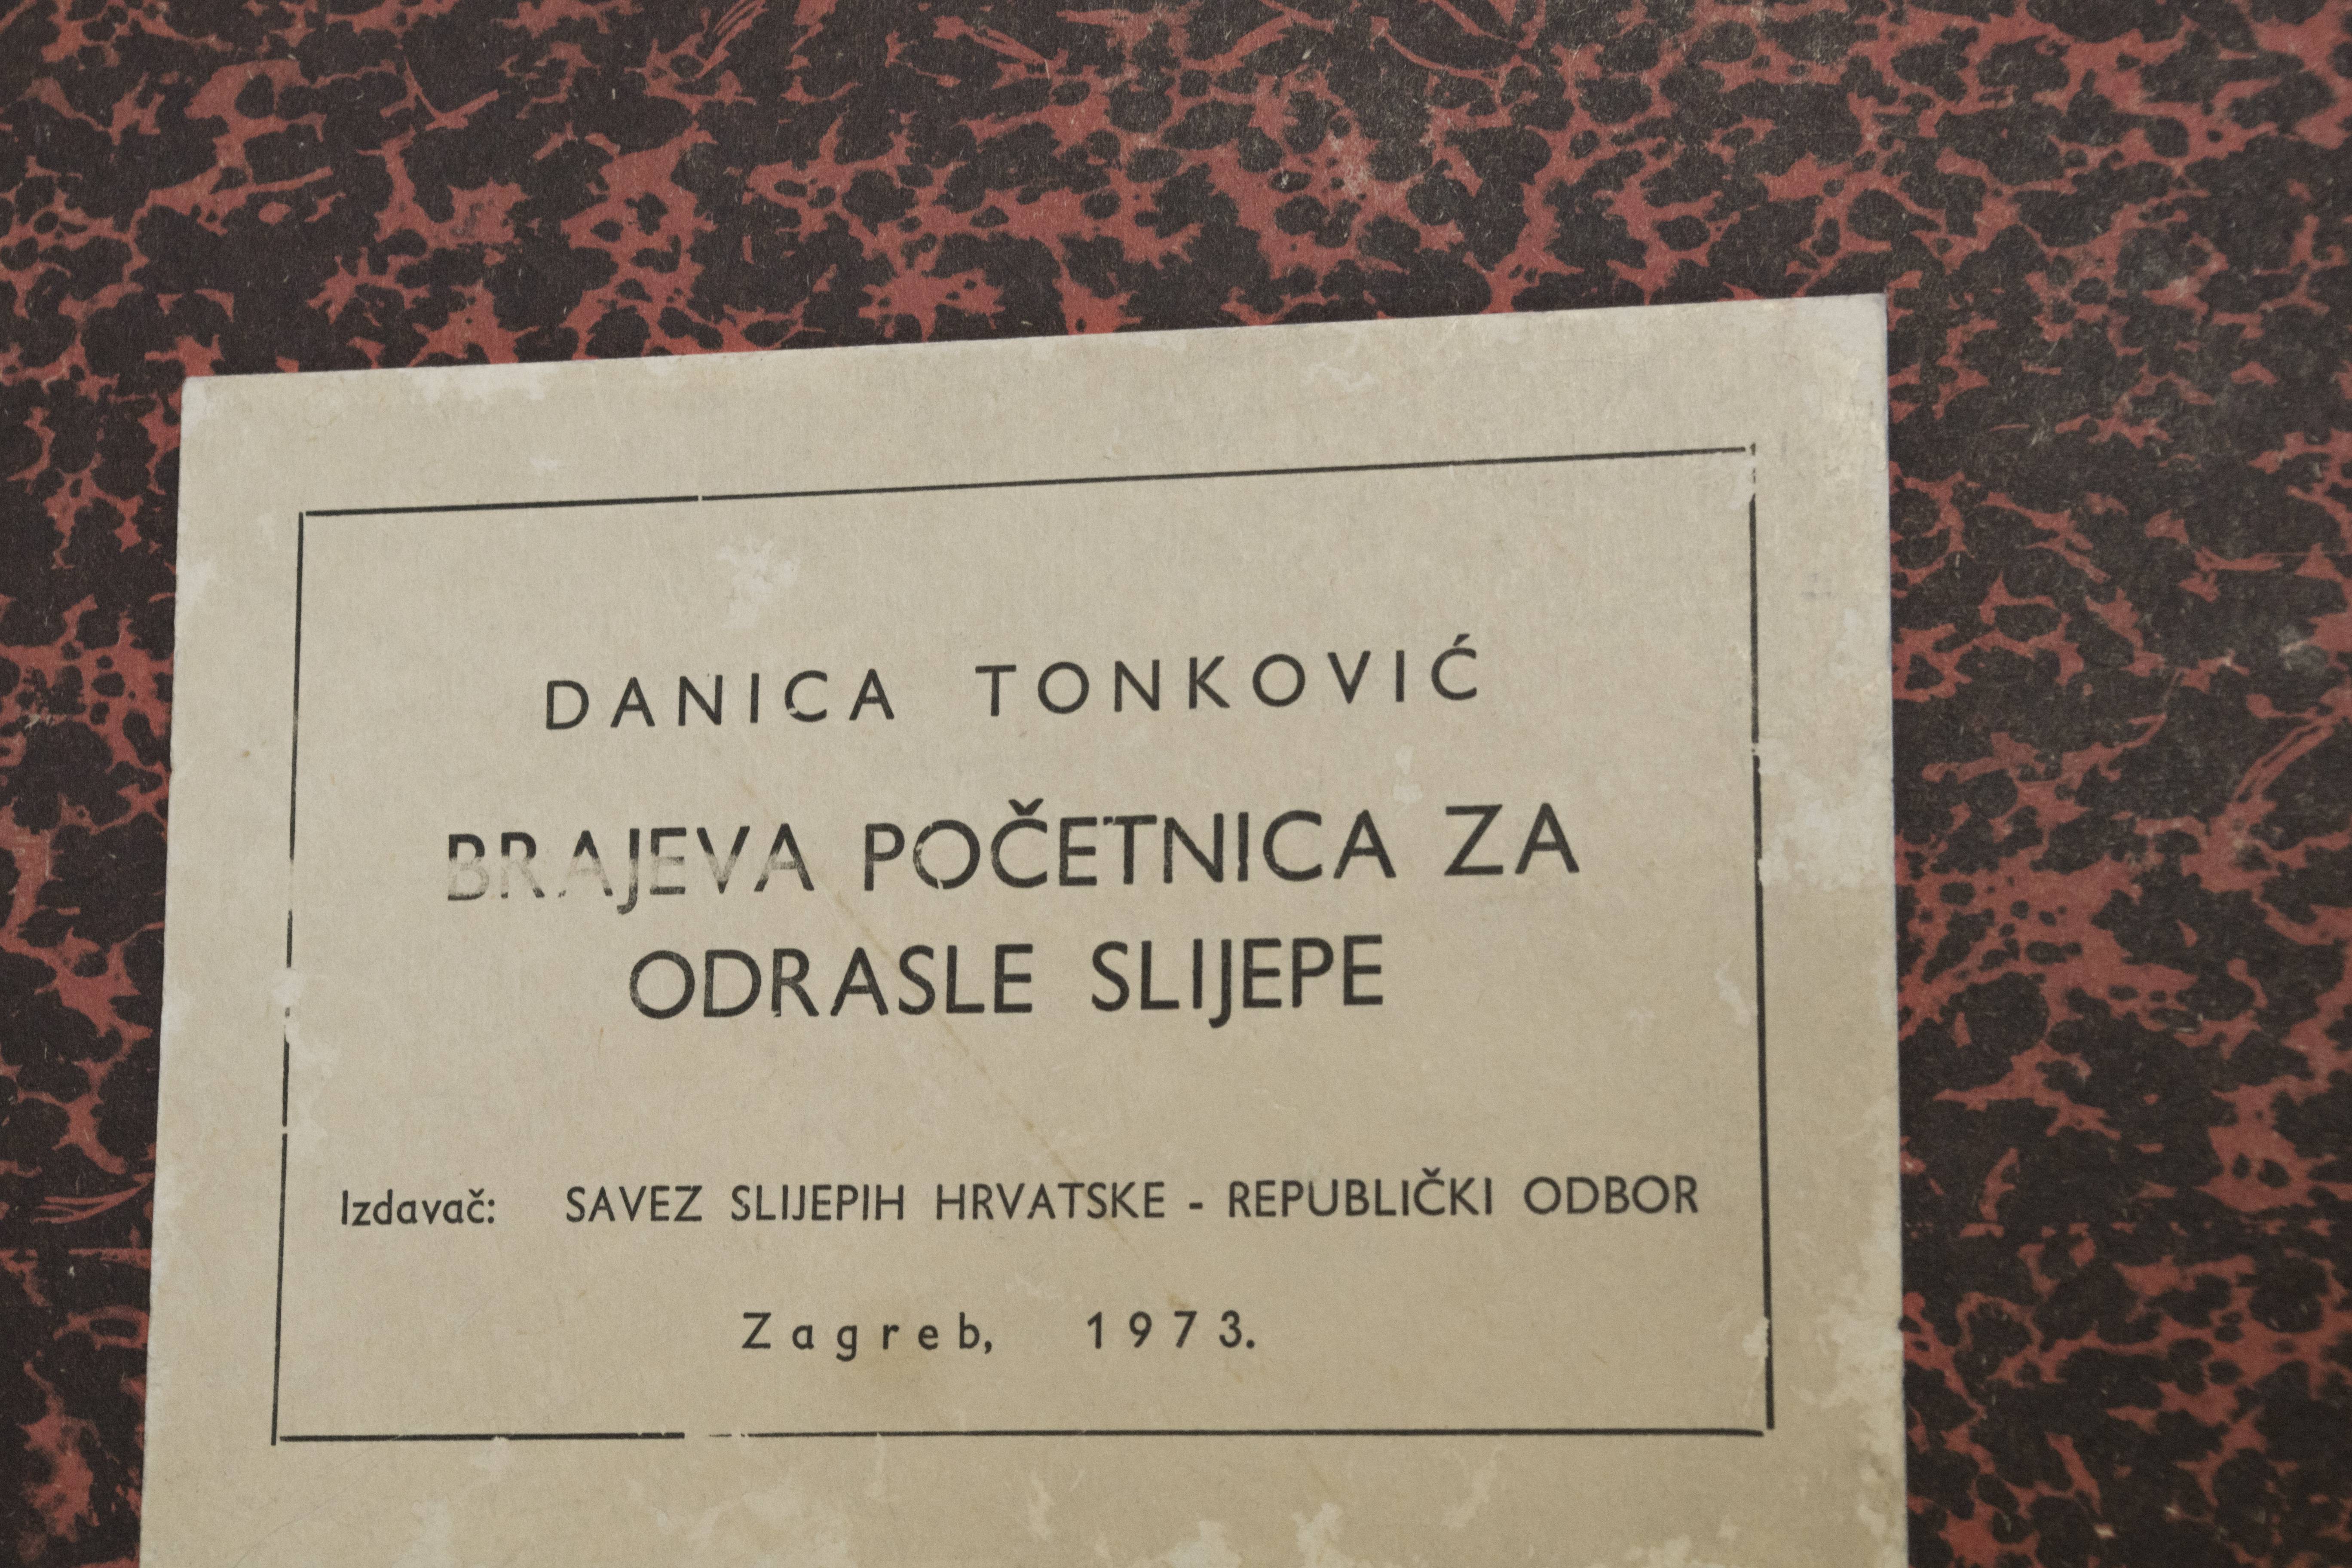 DANICA TONKOVIĆ
BRAJEVA POČETNICA ZA
ODRASLE SLIJEPE
Izdavač: SAVEZ SLIJEPIH HRVATSKE - REPUBLIČKI ODBOR
Zagreb, 1973.